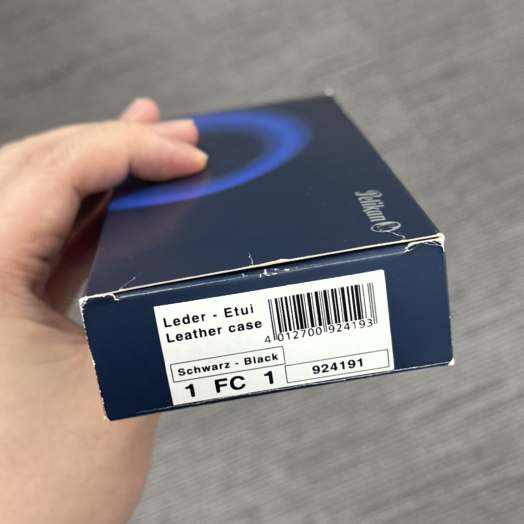 Pelikan
Leder - Etui
Leather case
4 012700 924193
Schwarz - Black
1 FC 1
924191